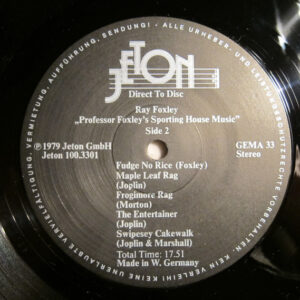 JETON
Direct To Disc
Ray Foxley
„Professor Foxley's Sporting House Music"
Side 2
℗ 1979 Jeton GmbH
Jeton 100.3301
GEMA 33
Stereo
Fudge No Rice (Foxley)
Maple Leaf Rag
(Joplin)
Frogimore Rag
(Morton)
The Entertainer
(Joplin)
Swipesey Cakewalk
(Joplin & Marshall)
Total Time: 17.51
Made in W. Germany
ALLE URHEBER- UND LEISTUNGSSCHUTZRECHTE VORBEHALTEN. KEIN VERLEIH! KEINE UNERLAUBTE VERVIELFÄLTIGUNG, VERMIETUNG, AUFFÜHRUNG, SENDUNG!